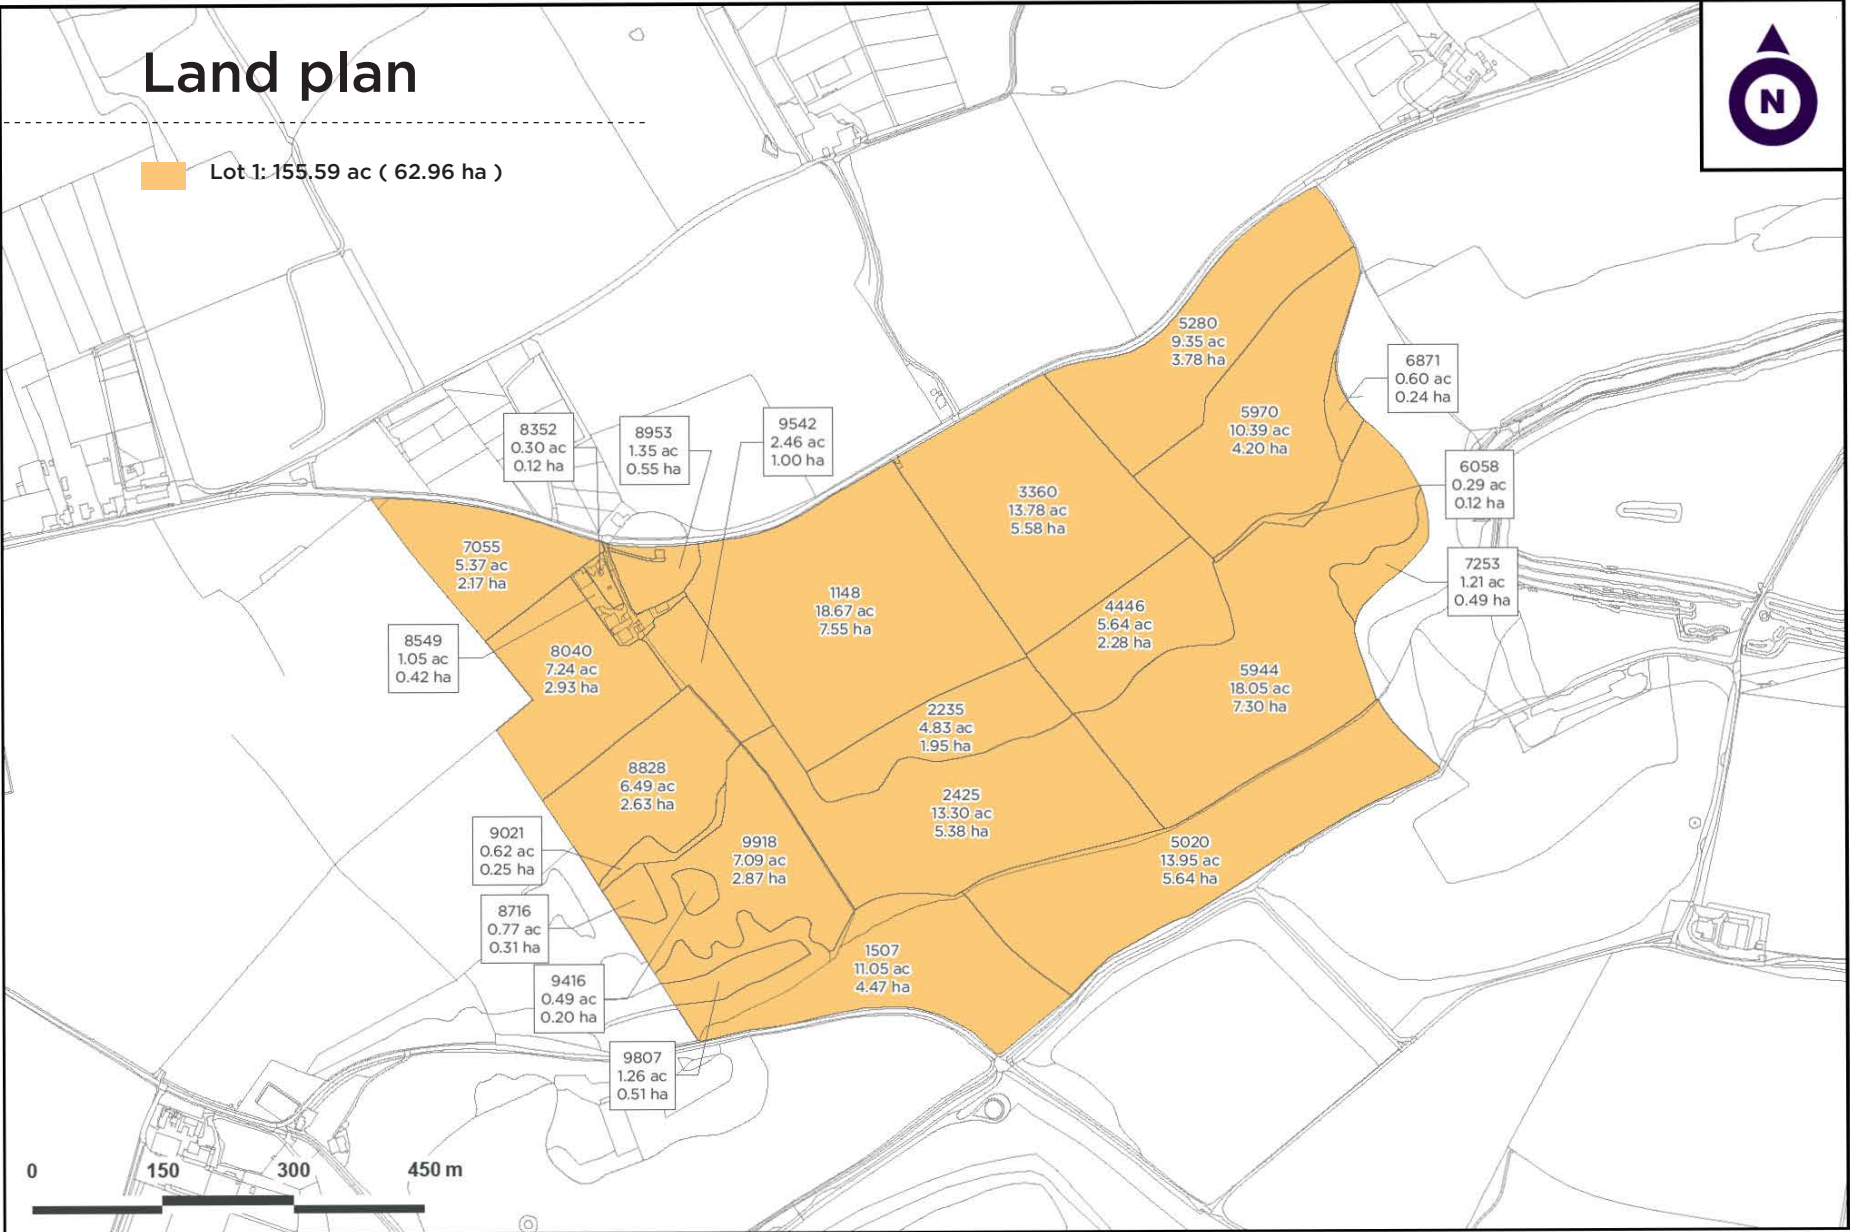 Land plan
N
Lot 1: 155.59 ac ( 62.96 ha )
5280
9.35 ac
3.78 ha
6871
0.60 ac
0.24 ha
5970
10.39 ac
4.20 ha
8352
0.30 ac
0.12 ha
8953
1.35 ac
0.55 ha
9542
2.46 ac
1.00 ha
6058
0.29 ac
0.12 ha
3360
13.78 ac
5.58 ha
7055
5.37 ac
2.17 ha
7253
1.21 ac
0.49 ha
1148
18.67 ac
7.55 ha
4446
5.64 ac
2.28 ha
8549
1.05 ac
0.42 ha
8040
7.24 ac
2.93 ha
5944
18.05 ac
7.30 ha
2235
4.83 ac
1.95 ha
8828
6.49 ac
2.63 ha
2425
13.30 ac
5.38 ha
9021
0.62 ac
0.25 ha
9918
7.09 ac
2.87 ha
5020
13.95 ac
5.64 ha
8716
0.77 ac
0.31 ha
1507
11.05 ac
4.47 ha
9416
0.49 ac
0.20 ha
9807
1.26 ac
0.51 ha
0 150 300 450 m